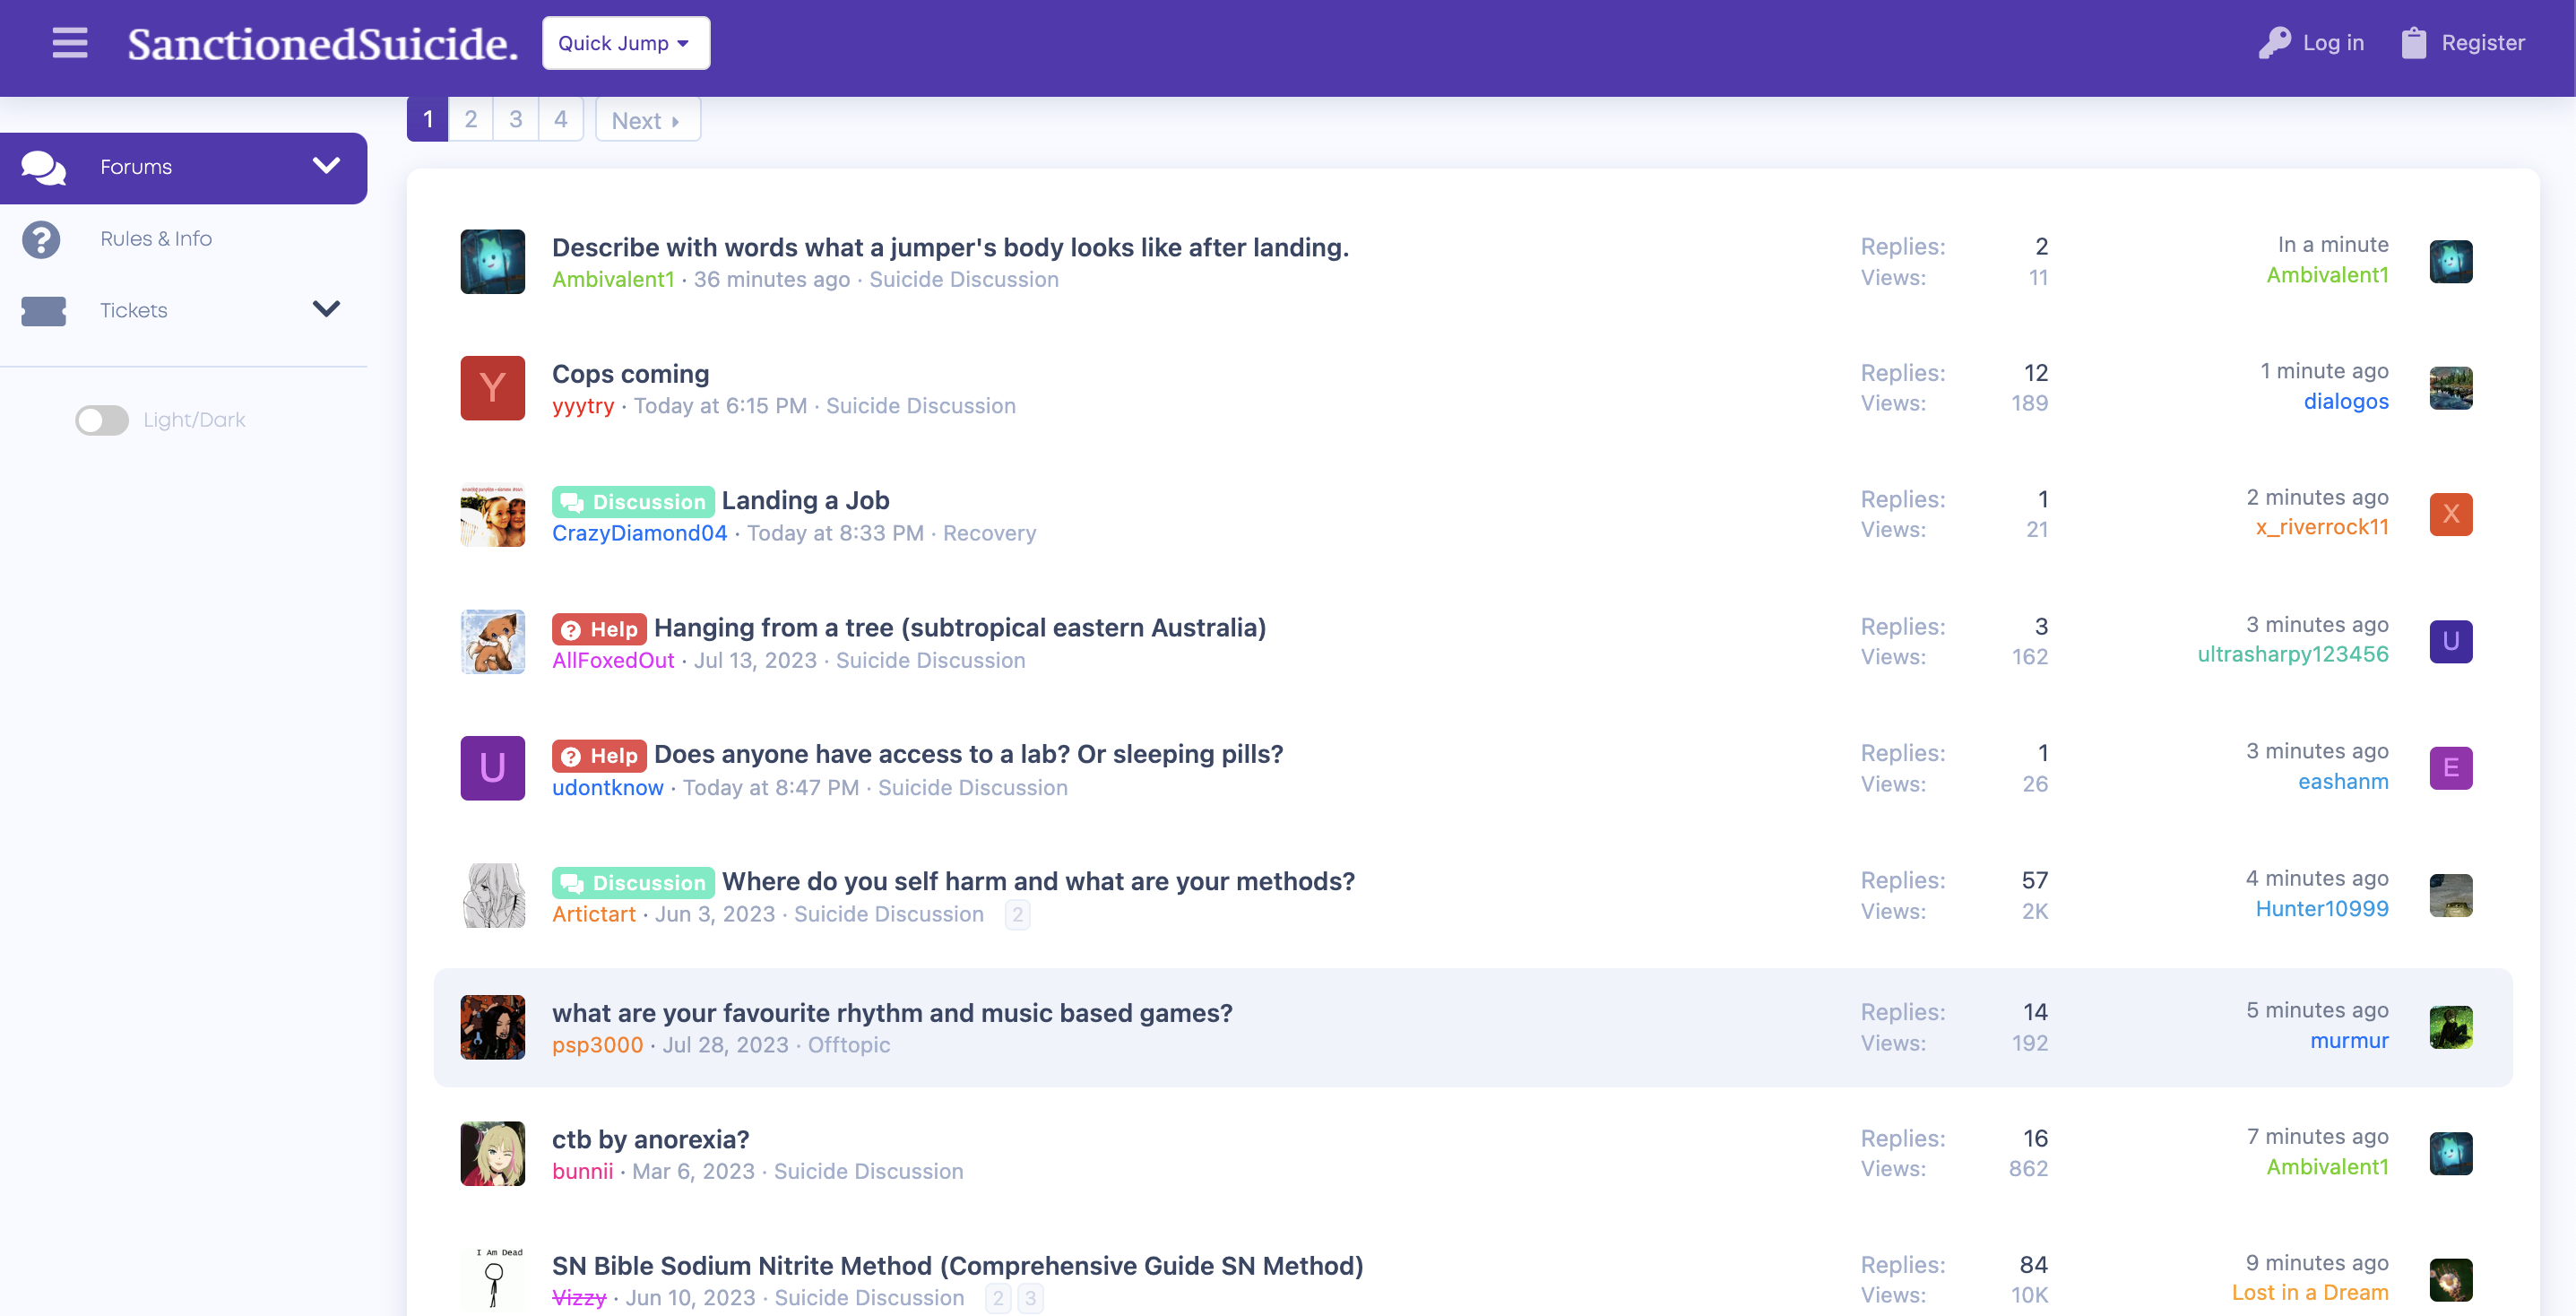 SanctionedSuicide.
Quick Jump
Log in
Register
Forums
Rules & Info
Tickets
Light/Dark
1 2 3 4 Next
Describe with words what a jumper's body looks like after landing.
Ambivalent1 · 36 minutes ago · Suicide Discussion
Replies: 2
Views: 11
In a minute
Ambivalent1
Y
Cops coming
yyytry · Today at 6:15 PM · Suicide Discussion
Replies: 12
Views: 189
1 minute ago
dialogos
Discussion Landing a Job
CrazyDiamond04 · Today at 8:33 PM · Recovery
Replies: 1
Views: 21
2 minutes ago
x_riverrock11
X
Help Hanging from a tree (subtropical eastern Australia)
AllFoxedOut · Jul 13, 2023 · Suicide Discussion
Replies: 3
Views: 162
3 minutes ago
ultrasharpy123456
U
U
Help Does anyone have access to a lab? Or sleeping pills?
udontknow · Today at 8:47 PM · Suicide Discussion
Replies: 1
Views: 26
3 minutes ago
eashanm
E
Discussion Where do you self harm and what are your methods?
Artictart · Jun 3, 2023 · Suicide Discussion 2
Replies: 57
Views: 2K
4 minutes ago
Hunter10999
what are your favourite rhythm and music based games?
psp3000 · Jul 28, 2023 · Offtopic
Replies: 14
Views: 192
5 minutes ago
murmur
ctb by anorexia?
bunnii · Mar 6, 2023 · Suicide Discussion
Replies: 16
Views: 862
7 minutes ago
Ambivalent1
I Am Dead
SN Bible Sodium Nitrite Method (Comprehensive Guide SN Method)
Vizzy · Jun 10, 2023 · Suicide Discussion 2 3
Replies: 84
Views: 10K
9 minutes ago
Lost in a Dream